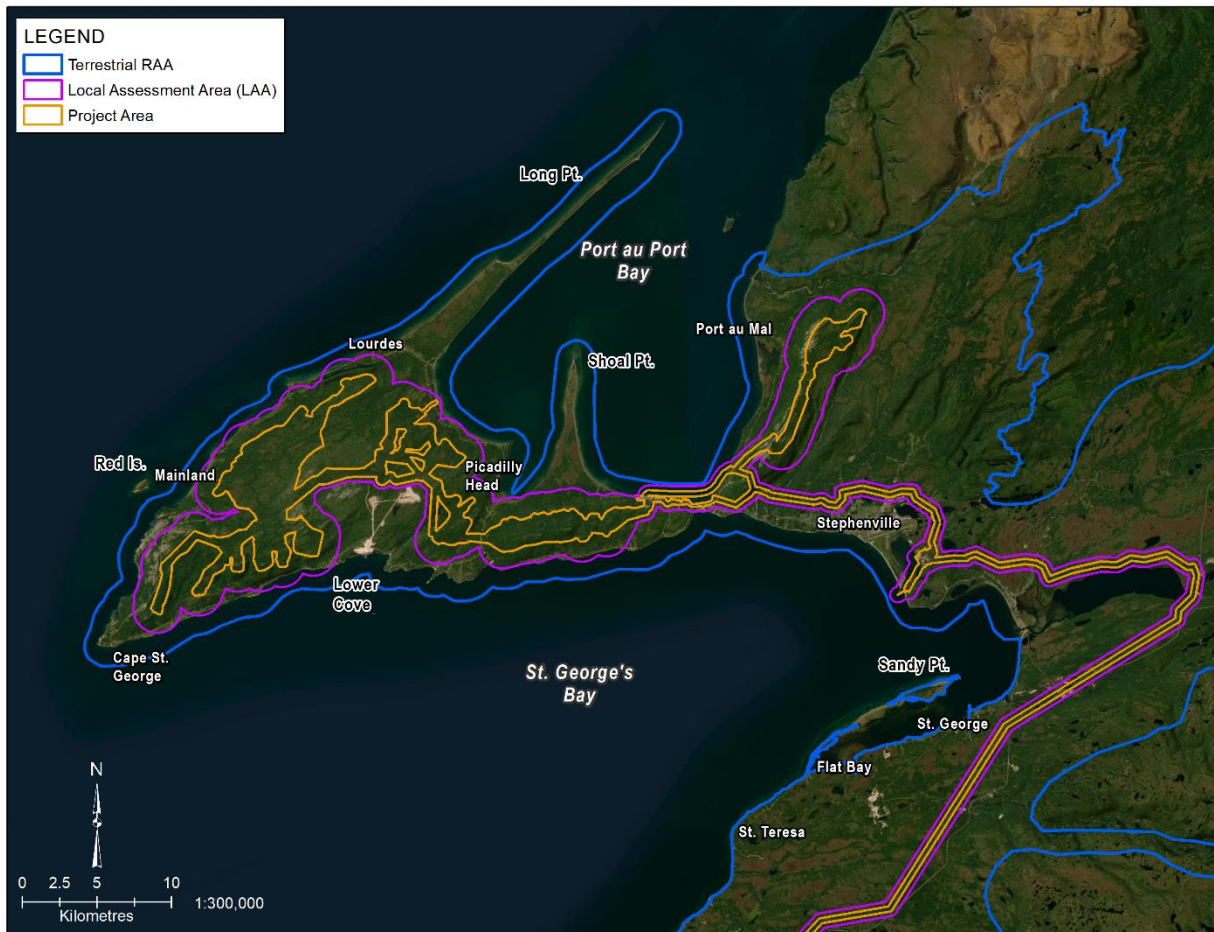 LEGEND
Terrestrial RAA
Local Assessment Area (LAA)
Project Area
Long Pt.
Port au Port
Bay
Port au Mal
Lourdes
Shoal Pt.
Red Is.
Mainland
Picadilly
Head
Stephenville
Lower
Cove
Cape St.
George
St. George's
Bay
Sandy Pt.
St. George
Flat Bay
St. Teresa
N
0 2.5 5 10
Kilometres
1:300,000